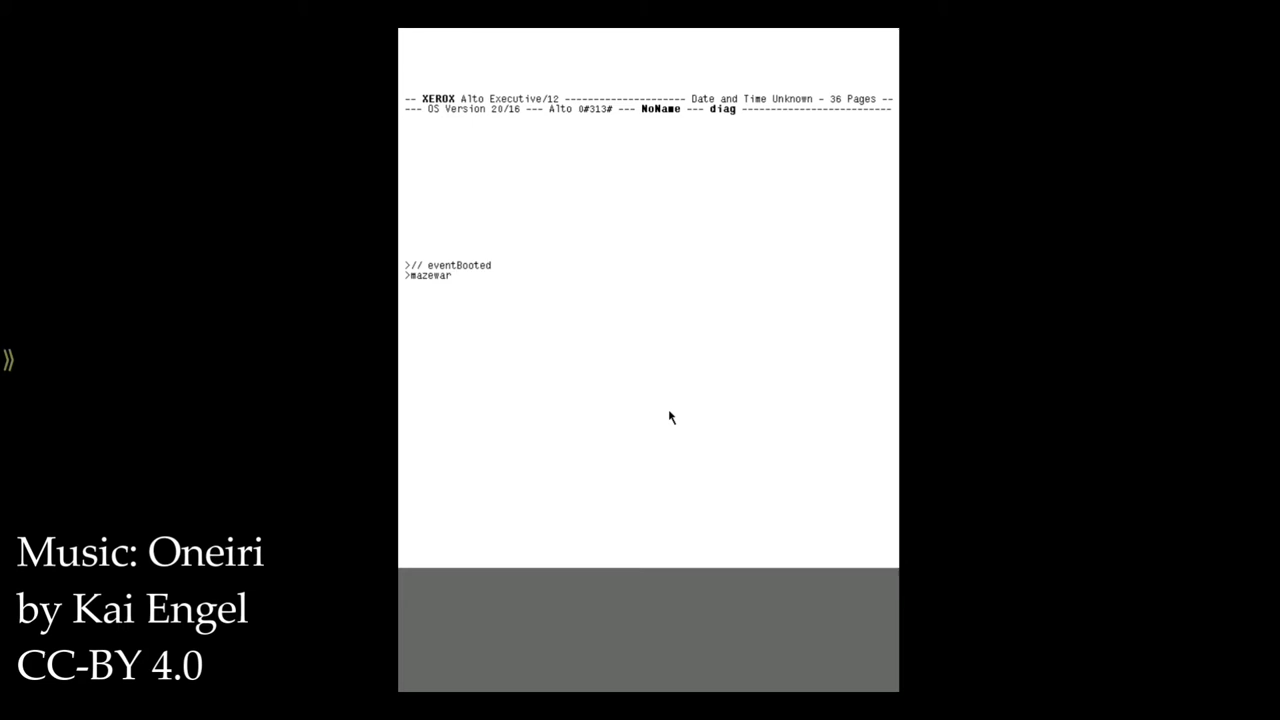 -- XEROX Alto Executive/12 --------------------- Date and Time Unknown - 36 Pages --
--- OS Version 20/16 --- Alto 0#313# --- NoName --- diag --------------------------
>// eventBooted
>mazewar
»
Music: Oneiri
by Kai Engel
CC-BY 4.0